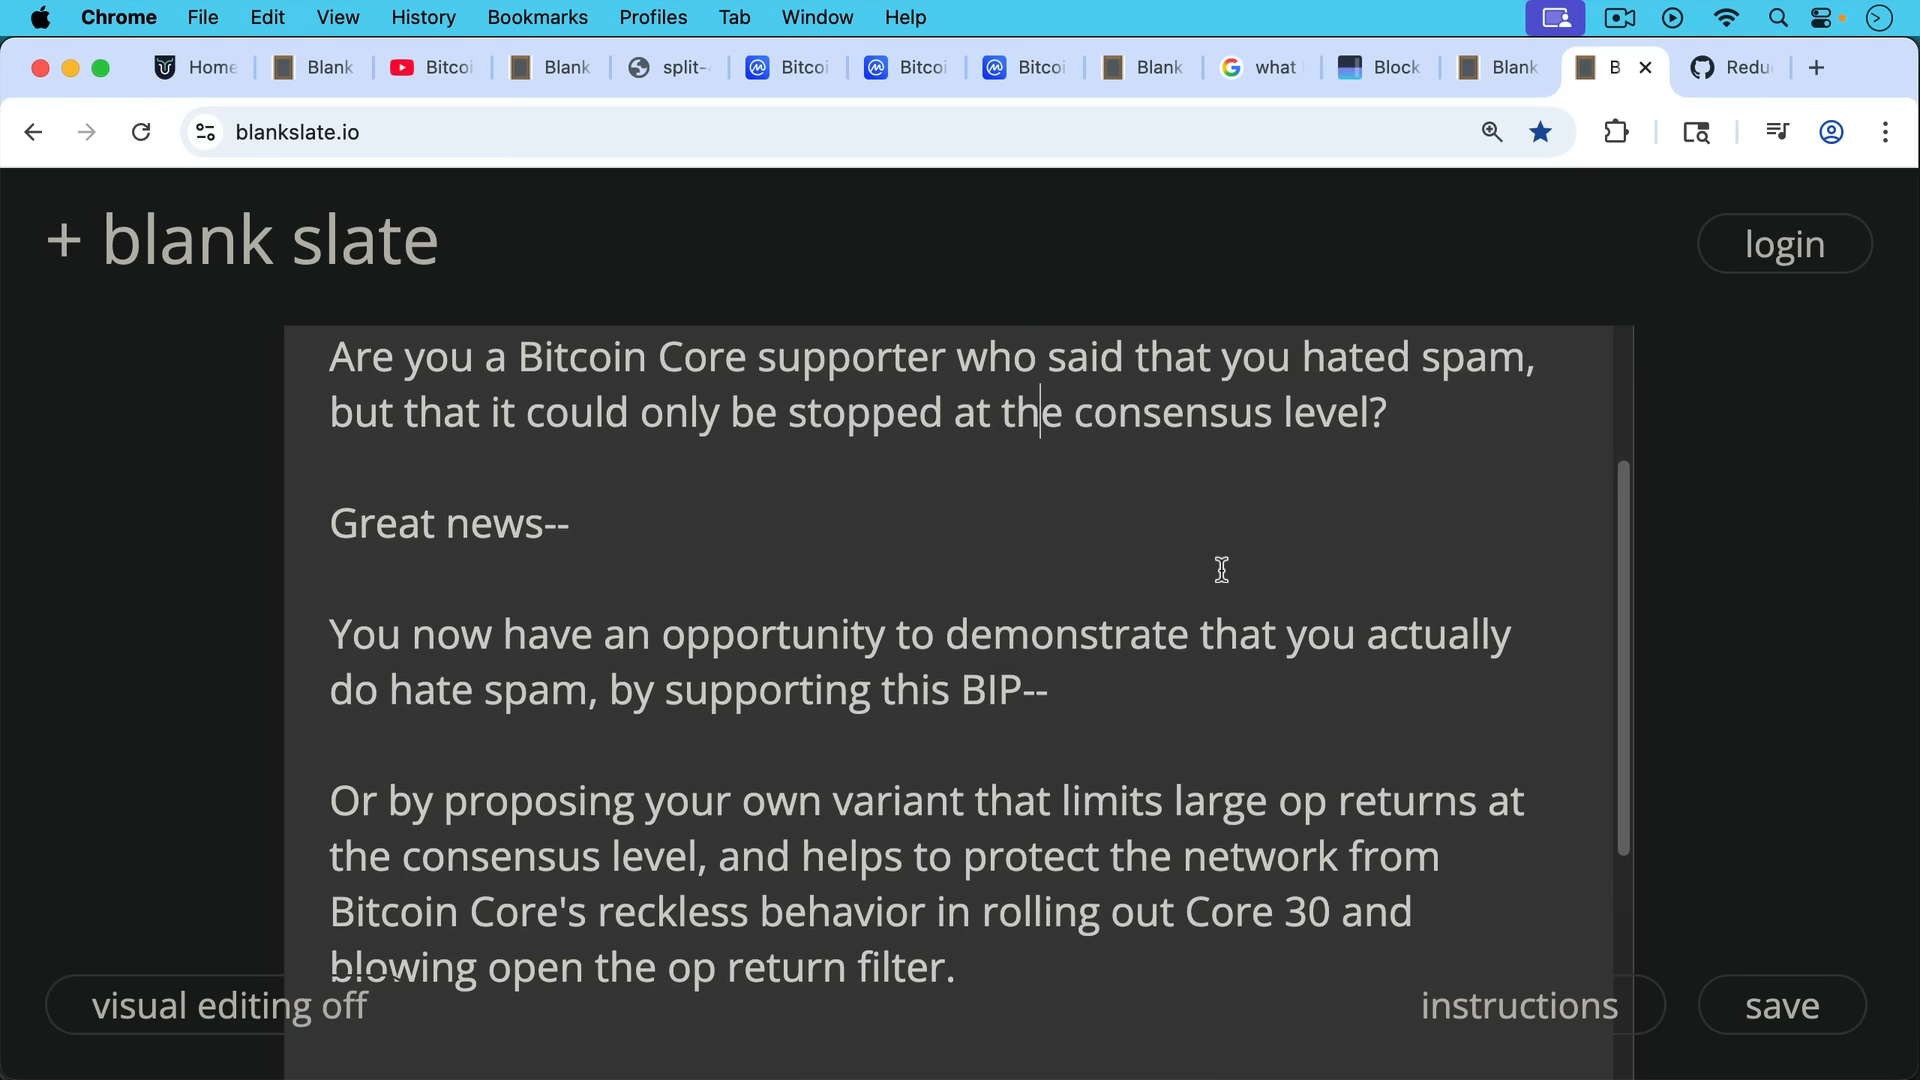 Chrome File Edit View History Bookmarks Profiles Tab Window Help
Home Blank Bitcoi Blank split- Bitcoi Bitcoi Bitcoi Blank what Block Blank B Redu
blankslate.io
+ blank slate
login
Are you a Bitcoin Core supporter who said that you hated spam,
but that it could only be stopped at the consensus level?
Great news--
You now have an opportunity to demonstrate that you actually
do hate spam, by supporting this BIP--
Or by proposing your own variant that limits large op returns at
the consensus level, and helps to protect the network from
Bitcoin Core's reckless behavior in rolling out Core 30 and
blowing open the op return filter.
visual editing off
instructions
save